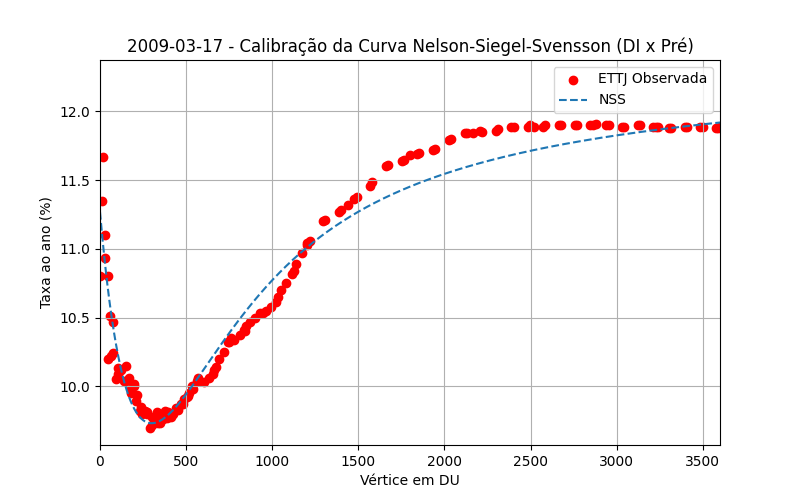 2009-03-17 - Calibração da Curva Nelson-Siegel-Svensson (DI x Pré)
ETTJ Observada
NSS
Taxa ao ano (%)
12.0
11.5
11.0
10.5
10.0
0 500 1000 1500 2000 2500 3000 3500
Vértice em DU